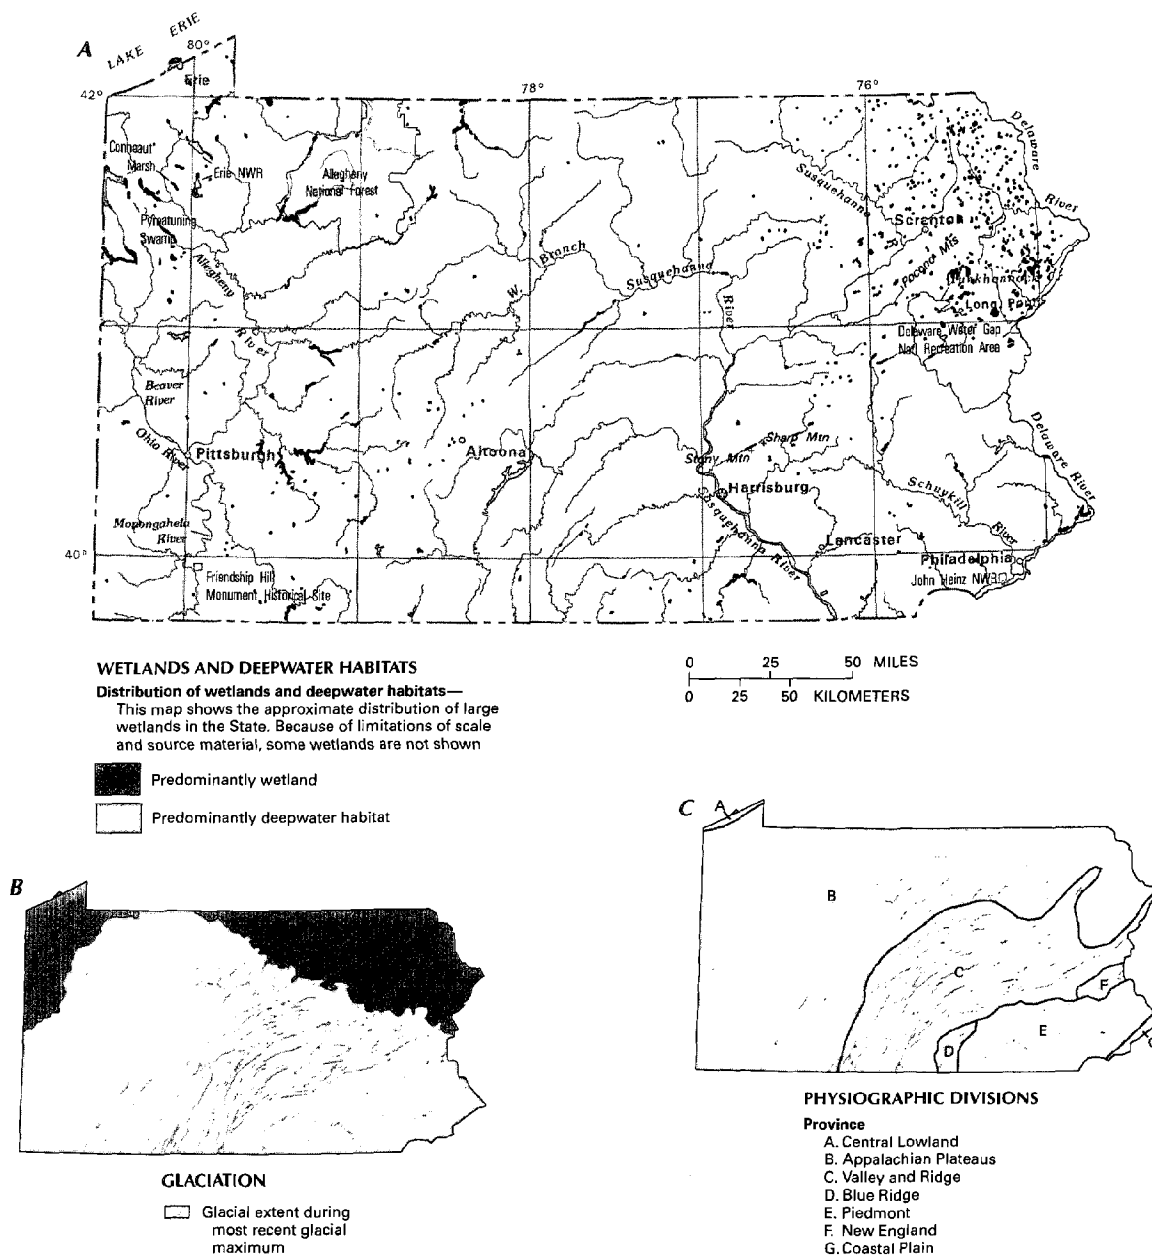 A
LAKE ERIE
80°
Erie
42°
78°
76°
Conneaut
Marsh
Erie NWR
Allegheny
National Forest
Pymatuning
Swamp
Allegheny
River
Delaware
River
Susquehanna
Scranton
Pocono Mts
W. Branch
Susquehanna
River
Long Pond
Delaware Water Gap
Natl Recreation Area
Beaver
River
Ohio River
Pittsburgh
Altoona
Sharp Mtn
Stony Mtn
Harrisburg
Susquehanna River
Delaware River
Schuykill
River
Monongahela
River
Lancaster
40°
Philadelphia
John Heinz NWR
Friendship Hill
Monument Historical Site
WETLANDS AND DEEPWATER HABITATS
Distribution of wetlands and deepwater habitats—
This map shows the approximate distribution of large
wetlands in the State. Because of limitations of scale
and source material, some wetlands are not shown
Predominantly wetland
Predominantly deepwater habitat
0 25 50 MILES
0 25 50 KILOMETERS
B
GLACIATION
Glacial extent during
most recent glacial
maximum
C
A
B
C
F
E
D
PHYSIOGRAPHIC DIVISIONS
Province
A. Central Lowland
B. Appalachian Plateaus
C. Valley and Ridge
D. Blue Ridge
E. Piedmont
F. New England
G. Coastal Plain